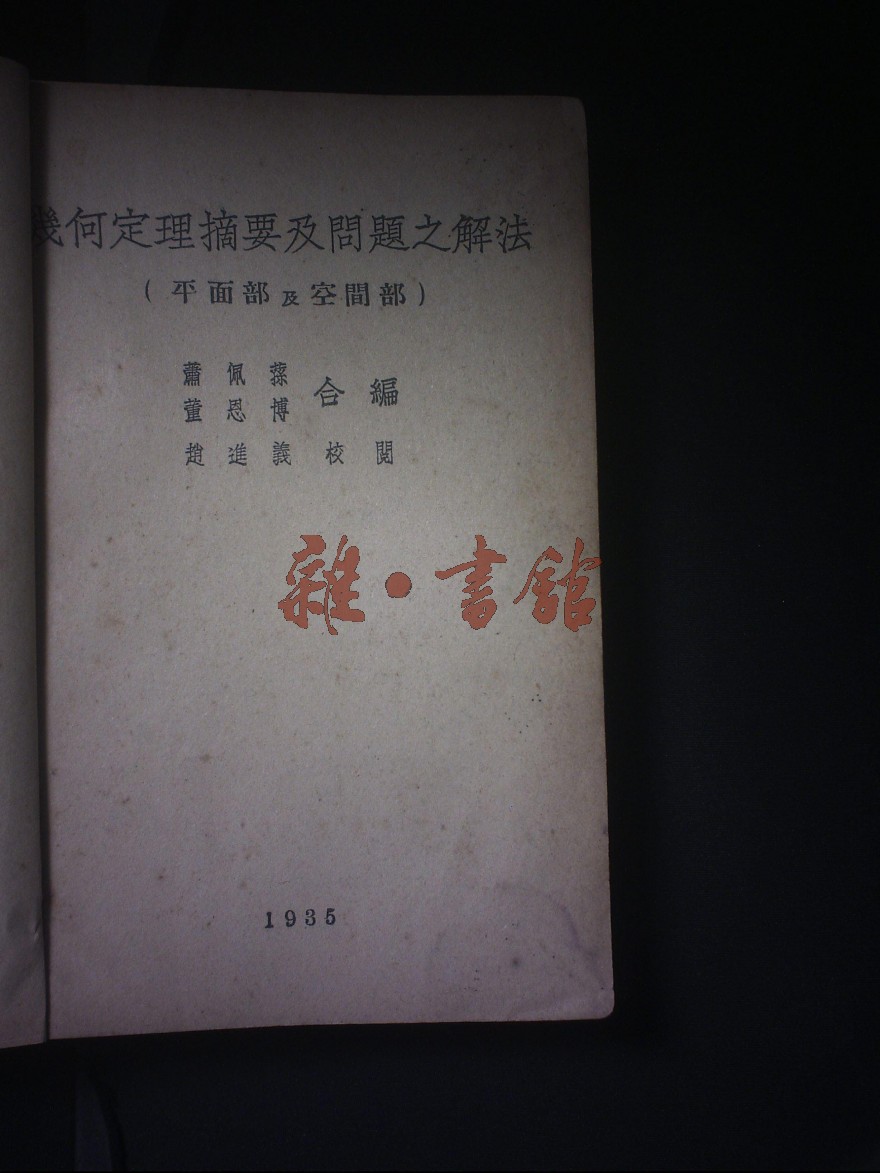 幾何定理摘要及問題之解法
(平面部及空間部)
蕭佩蓀
董恩博 合編
趙進義 校閱
雜·書館
1935